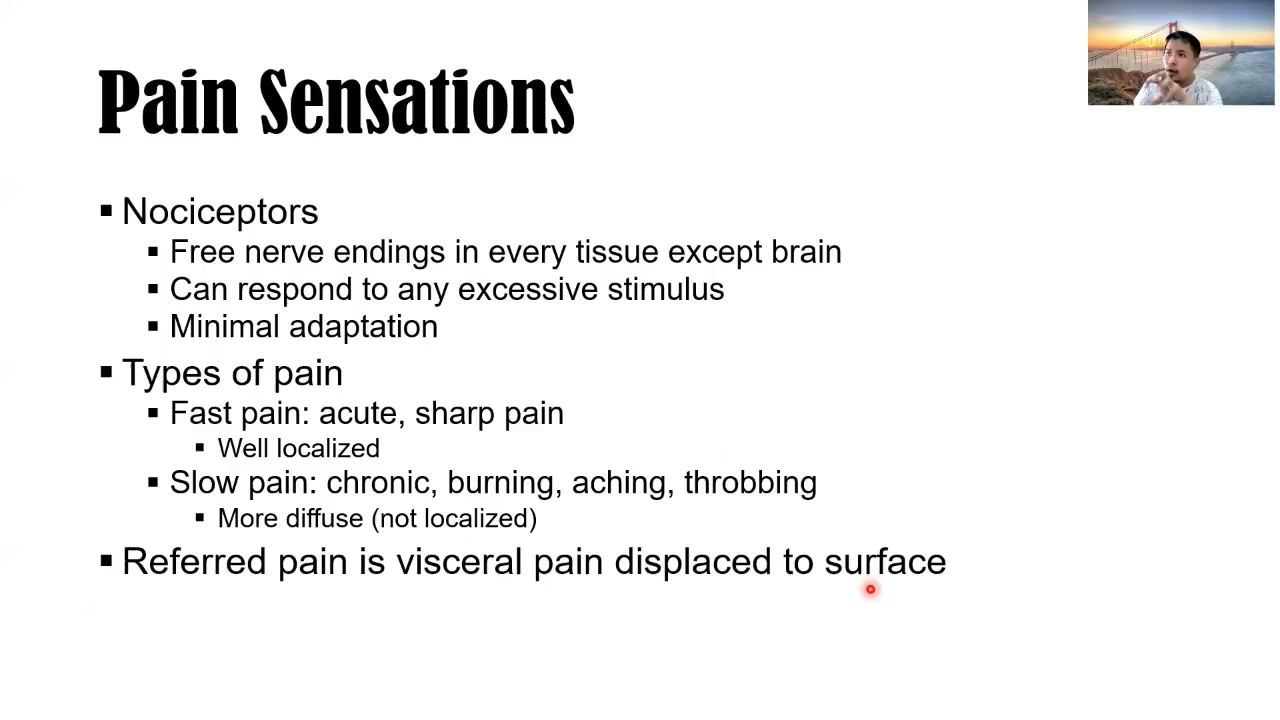 Pain Sensations
▪ Nociceptors
▪ Free nerve endings in every tissue except brain
▪ Can respond to any excessive stimulus
▪ Minimal adaptation
▪ Types of pain
▪ Fast pain: acute, sharp pain
▪ Well localized
▪ Slow pain: chronic, burning, aching, throbbing
▪ More diffuse (not localized)
▪ Referred pain is visceral pain displaced to surface